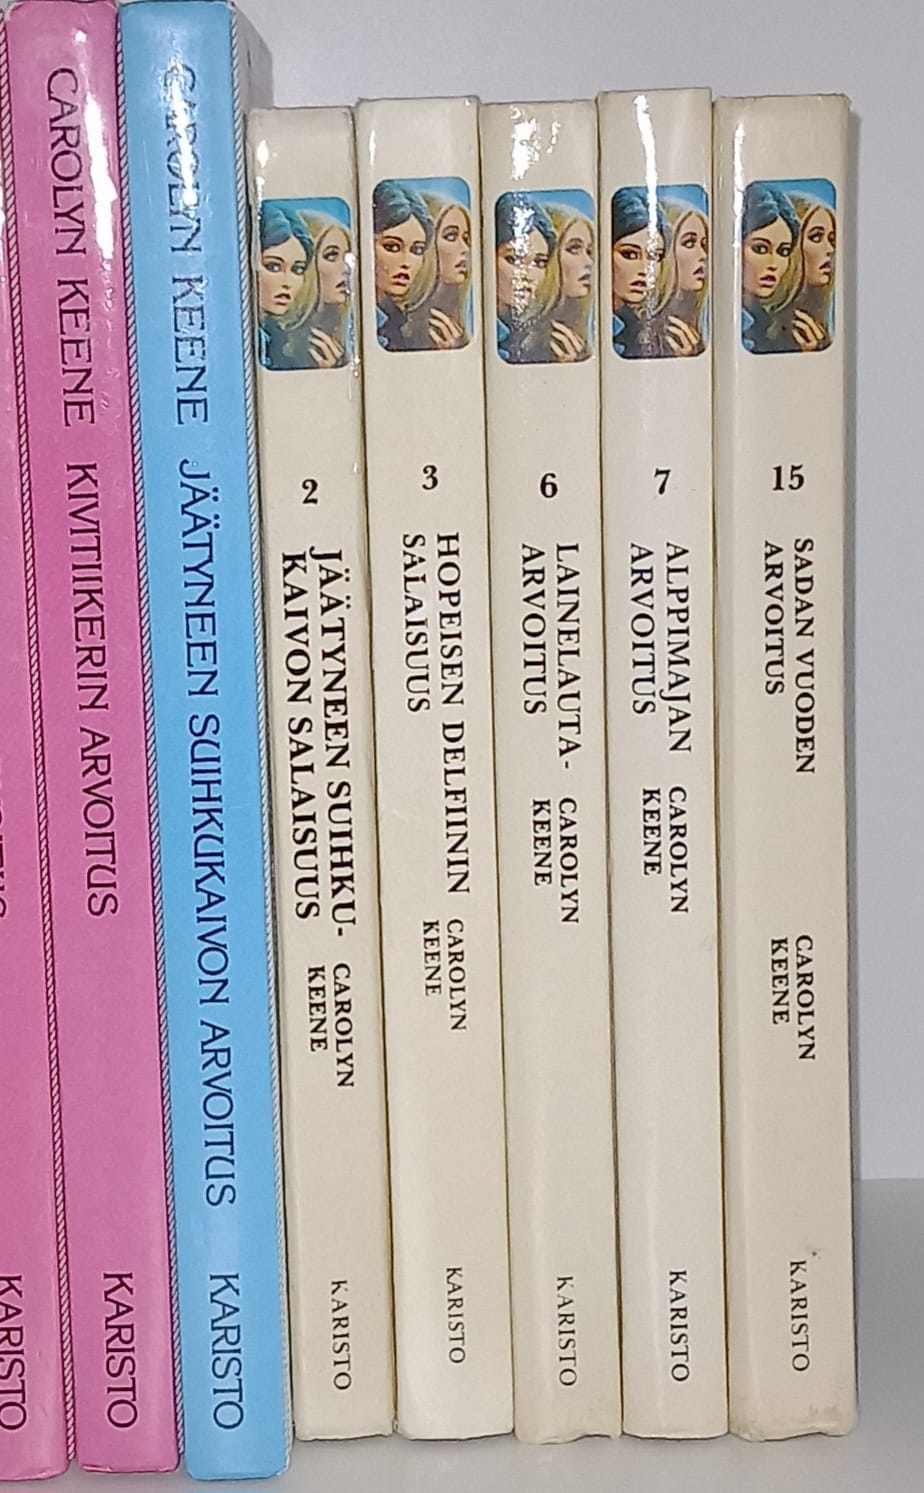 KARISTO
CAROLYN KEENE KIVITIIKERIN ARVOITUS KARISTO
CAROLYN KEENE JÄÄTYNEEN SUIHKUKAIVON ARVOITUS KARISTO
2
JÄÄTYNEEN SUIHKU-
KAIVON SALAISUUS
CAROLYN
KEENE
KARISTO
3
HOPEISEN DELFIININ
SALAISUUS
CAROLYN
KEENE
KARISTO
6
LAINELAUTA-
ARVOITUS
CAROLYN
KEENE
KARISTO
7
ALPPIMAJAN
ARVOITUS
CAROLYN
KEENE
KARISTO
15
SADAN VUODEN
ARVOITUS
CAROLYN
KEENE
KARISTO